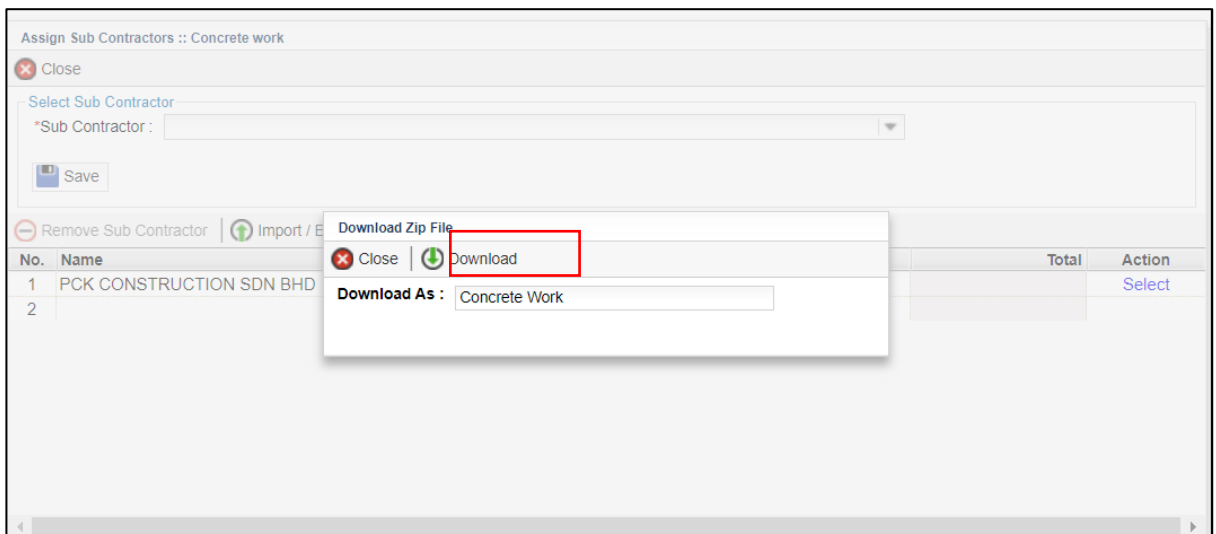 Assign Sub Contractors :: Concrete work
Close
Select Sub Contractor
*Sub Contractor :
Save
Remove Sub Contractor Import / E
Download Zip File
Close Download
Download As : Concrete Work
No. Name Total Action
1 PCK CONSTRUCTION SDN BHD Select
2